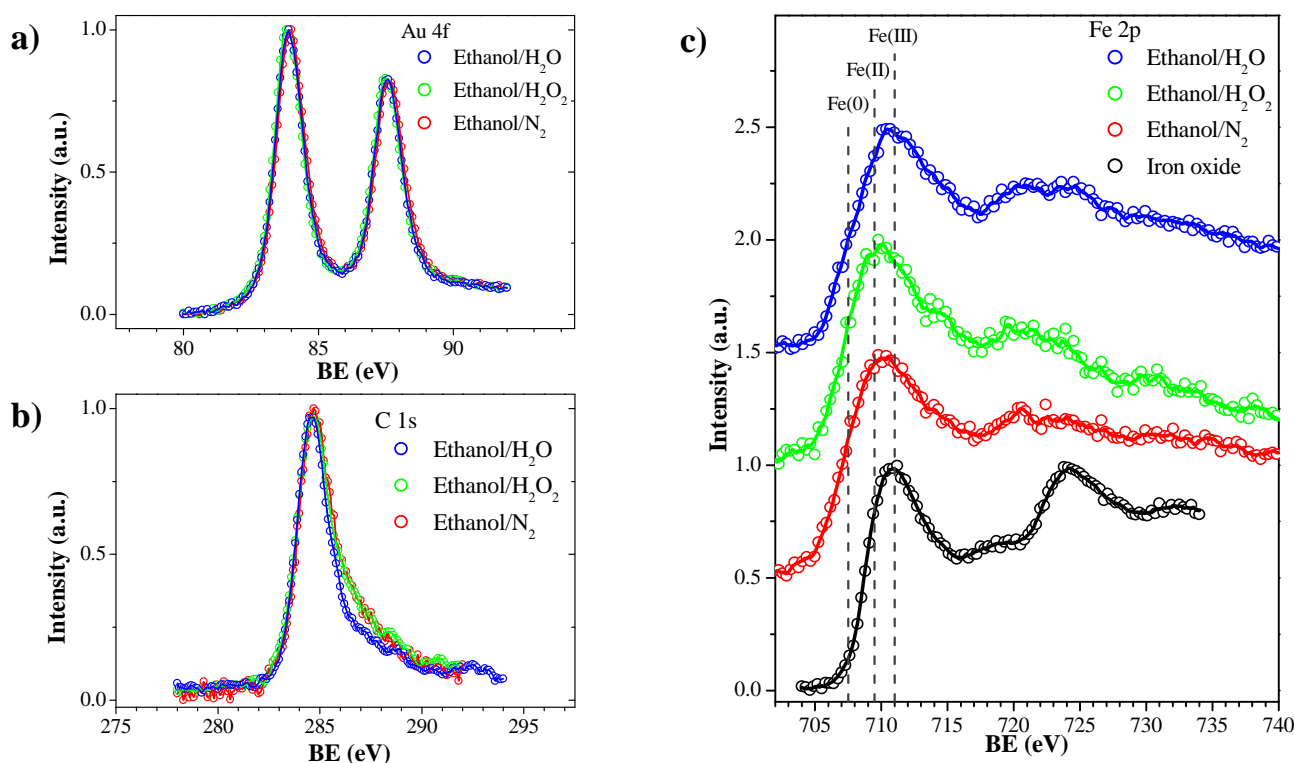 a)
Au 4f
Ethanol/H₂O
Ethanol/H₂O₂
Ethanol/N₂
1.0
0.5
0.0
Intensity (a.u.)
80 85 90
BE (eV)
b)
C 1s
Ethanol/H₂O
Ethanol/H₂O₂
Ethanol/N₂
1.0
0.5
0.0
Intensity (a.u.)
275 280 285 290 295
BE (eV)
c)
Fe(III)
Fe(II)
Fe(0)
Fe 2p
Ethanol/H₂O
Ethanol/H₂O₂
Ethanol/N₂
Iron oxide
2.5
2.0
1.5
1.0
0.5
0.0
Intensity (a.u.)
705 710 715 720 725 730 735 740
BE (eV)